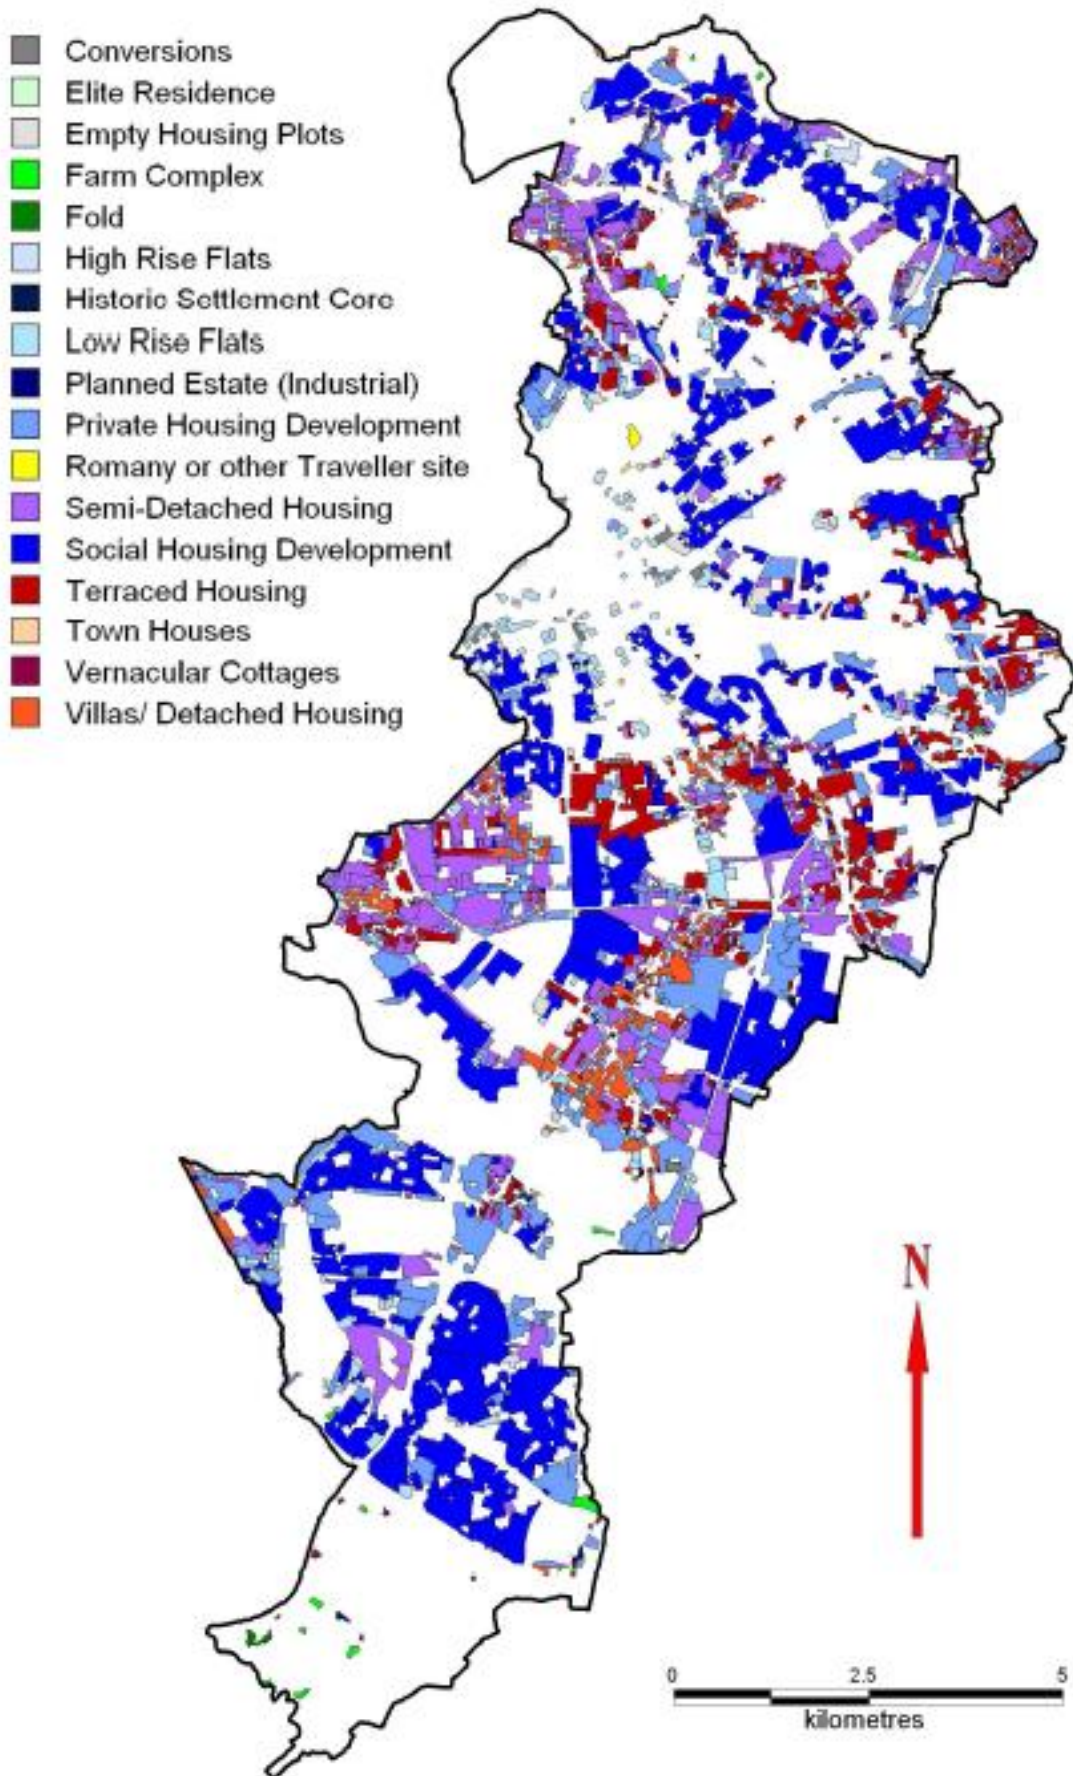 Conversions
Elite Residence
Empty Housing Plots
Farm Complex
Fold
High Rise Flats
Historic Settlement Core
Low Rise Flats
Planned Estate (Industrial)
Private Housing Development
Romany or other Traveller site
Semi-Detached Housing
Social Housing Development
Terraced Housing
Town Houses
Vernacular Cottages
Villas/ Detached Housing
N
0 2.5 5
kilometres